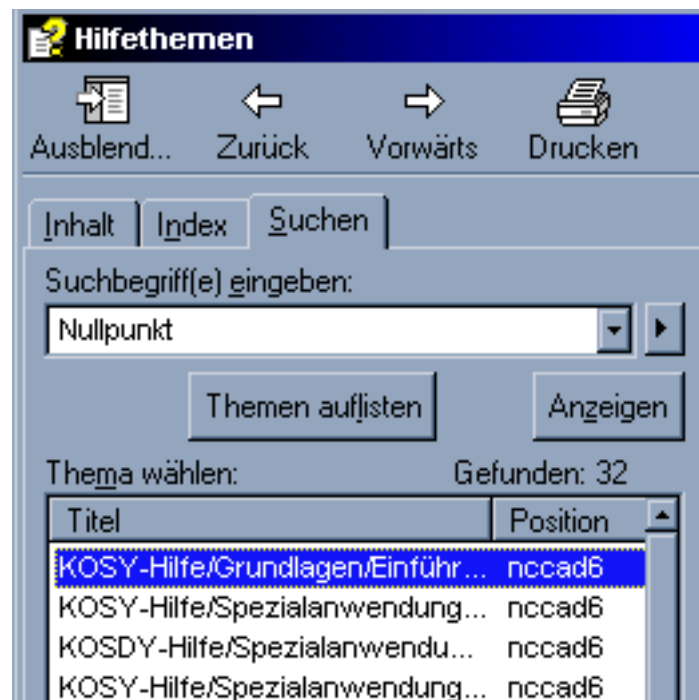 Hilfethemen
Ausblend... Zurück Vorwärts Drucken
Inhalt Index Suchen
Suchbegriff(e) eingeben:
Nullpunkt
Themen auflisten Anzeigen
Thema wählen: Gefunden: 32
Titel Position
KOSY-Hilfe/Grundlagen/Einführ... nccad6
KOSY-Hilfe/Spezialanwendung... nccad6
KOSDY-Hilfe/Spezialanwendu... nccad6
KOSY-Hilfe/Spezialanwendung... nccad6